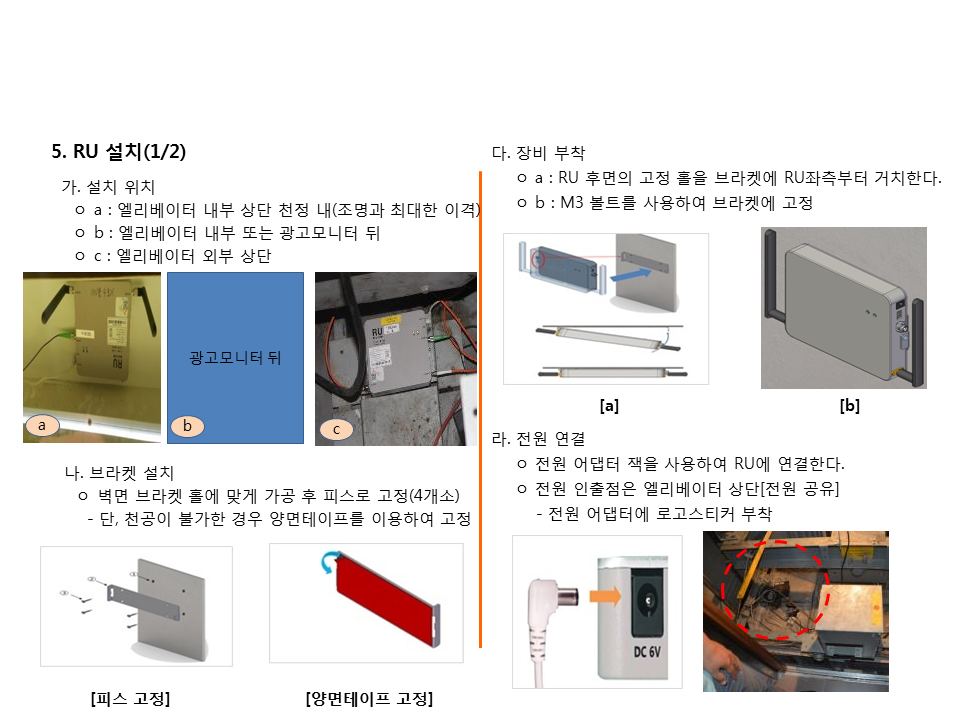 5. RU 설치(1/2)
가. 설치 위치
ㅇ a : 엘리베이터 내부 상단 천정 내(조명과 최대한 이격)
ㅇ b : 엘리베이터 내부 또는 광고모니터 뒤
ㅇ c : 엘리베이터 외부 상단
RU
a
광고모니터 뒤
b
RU
c
나. 브라켓 설치
ㅇ 벽면 브라켓 홀에 맞게 가공 후 피스로 고정(4개소)
- 단, 천공이 불가한 경우 양면테이프를 이용하여 고정
[피스 고정]
[양면테이프 고정]
다. 장비 부착
ㅇ a : RU 후면의 고정 홀을 브라켓에 RU좌측부터 거치한다.
ㅇ b : M3 볼트를 사용하여 브라켓에 고정
[a]
[b]
라. 전원 연결
ㅇ 전원 어댑터 잭을 사용하여 RU에 연결한다.
ㅇ 전원 인출점은 엘리베이터 상단[전원 공유]
- 전원 어댑터에 로고스티커 부착
DC 6V